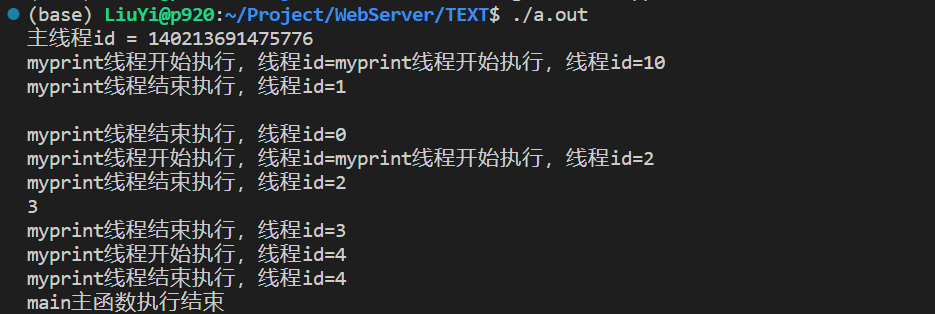 (base) LiuYi@p920:~/Project/WebServer/TEXT$ ./a.out
主线程id = 140213691475776
myprint线程开始执行, 线程id=myprint线程开始执行, 线程id=10
myprint线程结束执行, 线程id=1

myprint线程结束执行, 线程id=0
myprint线程开始执行, 线程id=myprint线程开始执行, 线程id=2
myprint线程结束执行, 线程id=2
3
myprint线程结束执行, 线程id=3
myprint线程开始执行, 线程id=4
myprint线程结束执行, 线程id=4
main主函数执行结束